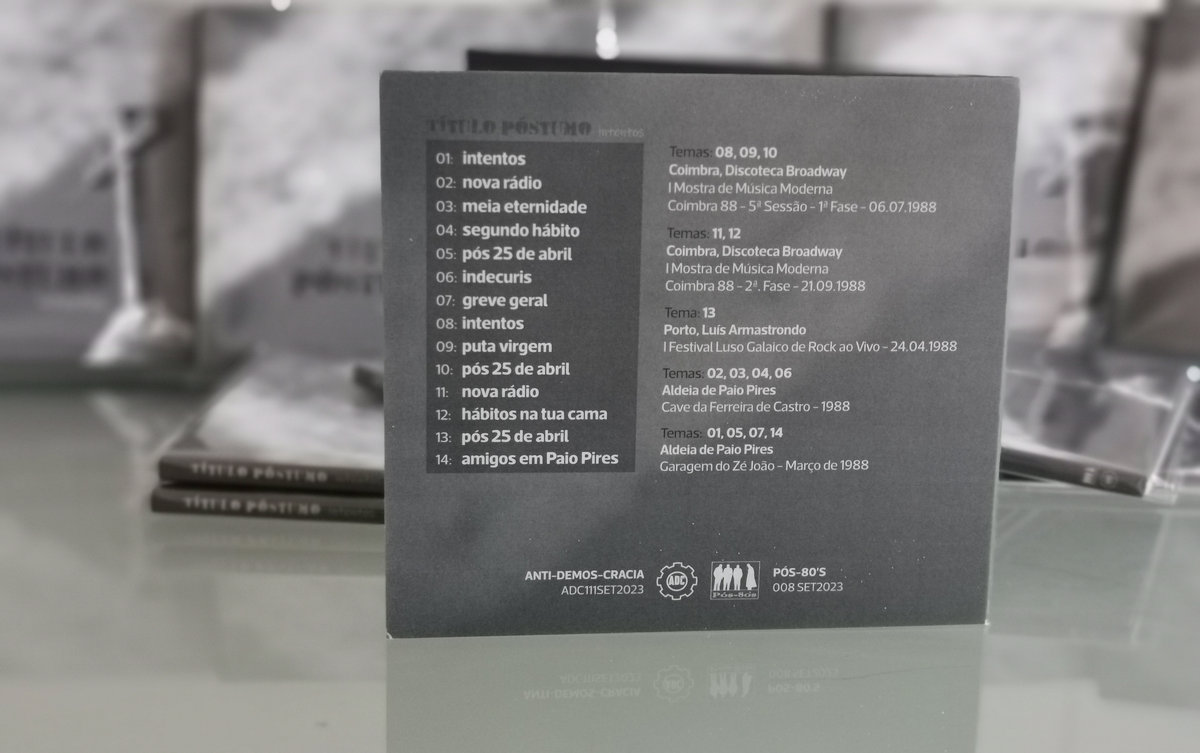 TÍTULO PÓSTUMO intentos
01: intentos
02: nova rádio
03: meia eternidade
04: segundo hábito
05: pós 25 de abril
06: indecuris
07: greve geral
08: intentos
09: puta virgem
10: pós 25 de abril
11: nova rádio
12: hábitos na tua cama
13: pós 25 de abril
14: amigos em Paio Pires
Temas: 08, 09, 10
Coimbra, Discoteca Broadway
I Mostra de Música Moderna
Coimbra 88 - 5ª Sessão - 1ª Fase - 06.07.1988
Temas: 11, 12
Coimbra, Discoteca Broadway
I Mostra de Música Moderna
Coimbra 88 - 2ª. Fase - 21.09.1988
Tema: 13
Porto, Luís Armastrondo
I Festival Luso Galaico de Rock ao Vivo - 24.04.1988
Temas: 02, 03, 04, 06
Aldeia de Paio Pires
Cave da Ferreira de Castro - 1988
Temas: 01, 05, 07, 14
Aldeia de Paio Pires
Garagem do Zé João - Março de 1988
ANTI-DEMOS-CRACIA
ADC111SET2023
ADC
Pós-80s
PÓS-80'S
008 SET2023
TÍTULO PÓSTUMO intentos
TÍTULO PÓSTUMO intentos